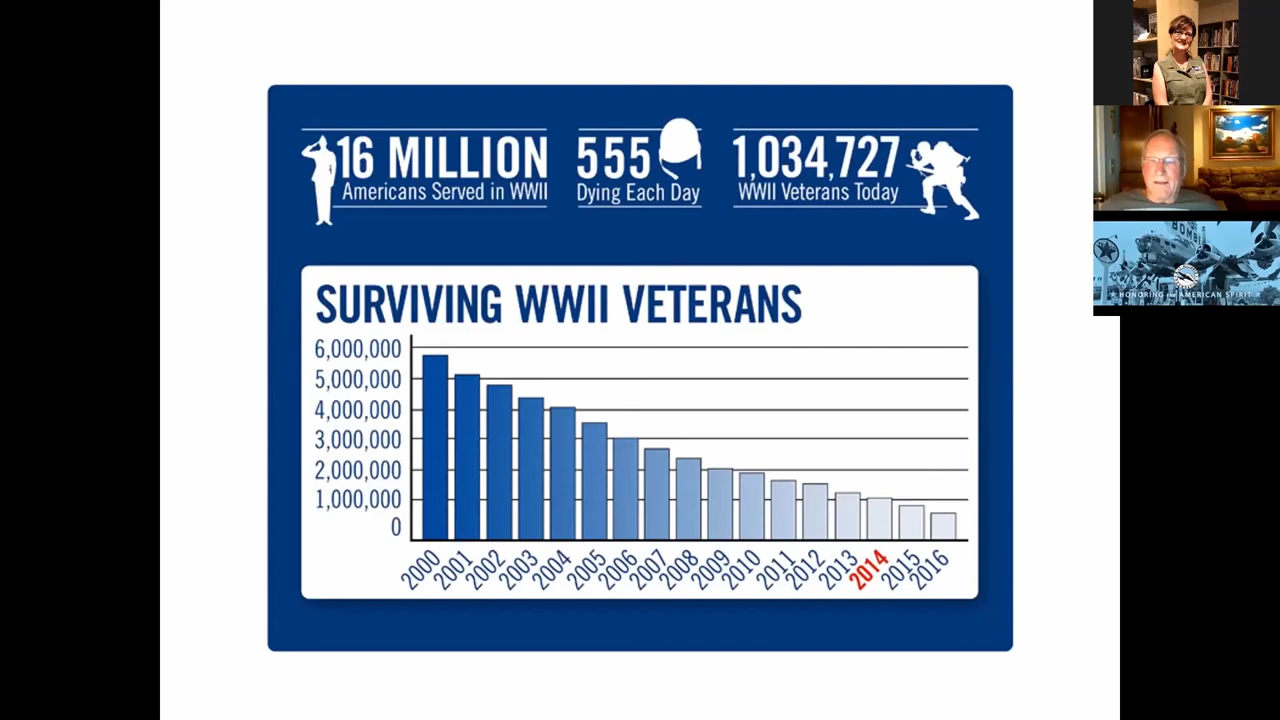 16 MILLION
Americans Served in WWII
555
Dying Each Day
1,034,727
WWII Veterans Today
SURVIVING WWII VETERANS
6,000,000
5,000,000
4,000,000
3,000,000
2,000,000
1,000,000
0
2000 2001 2002 2003 2004 2005 2006 2007 2008 2009 2010 2011 2012 2013 2014 2015 2016
BOMBE
★ HONORING the AMERICAN SPIRIT ★